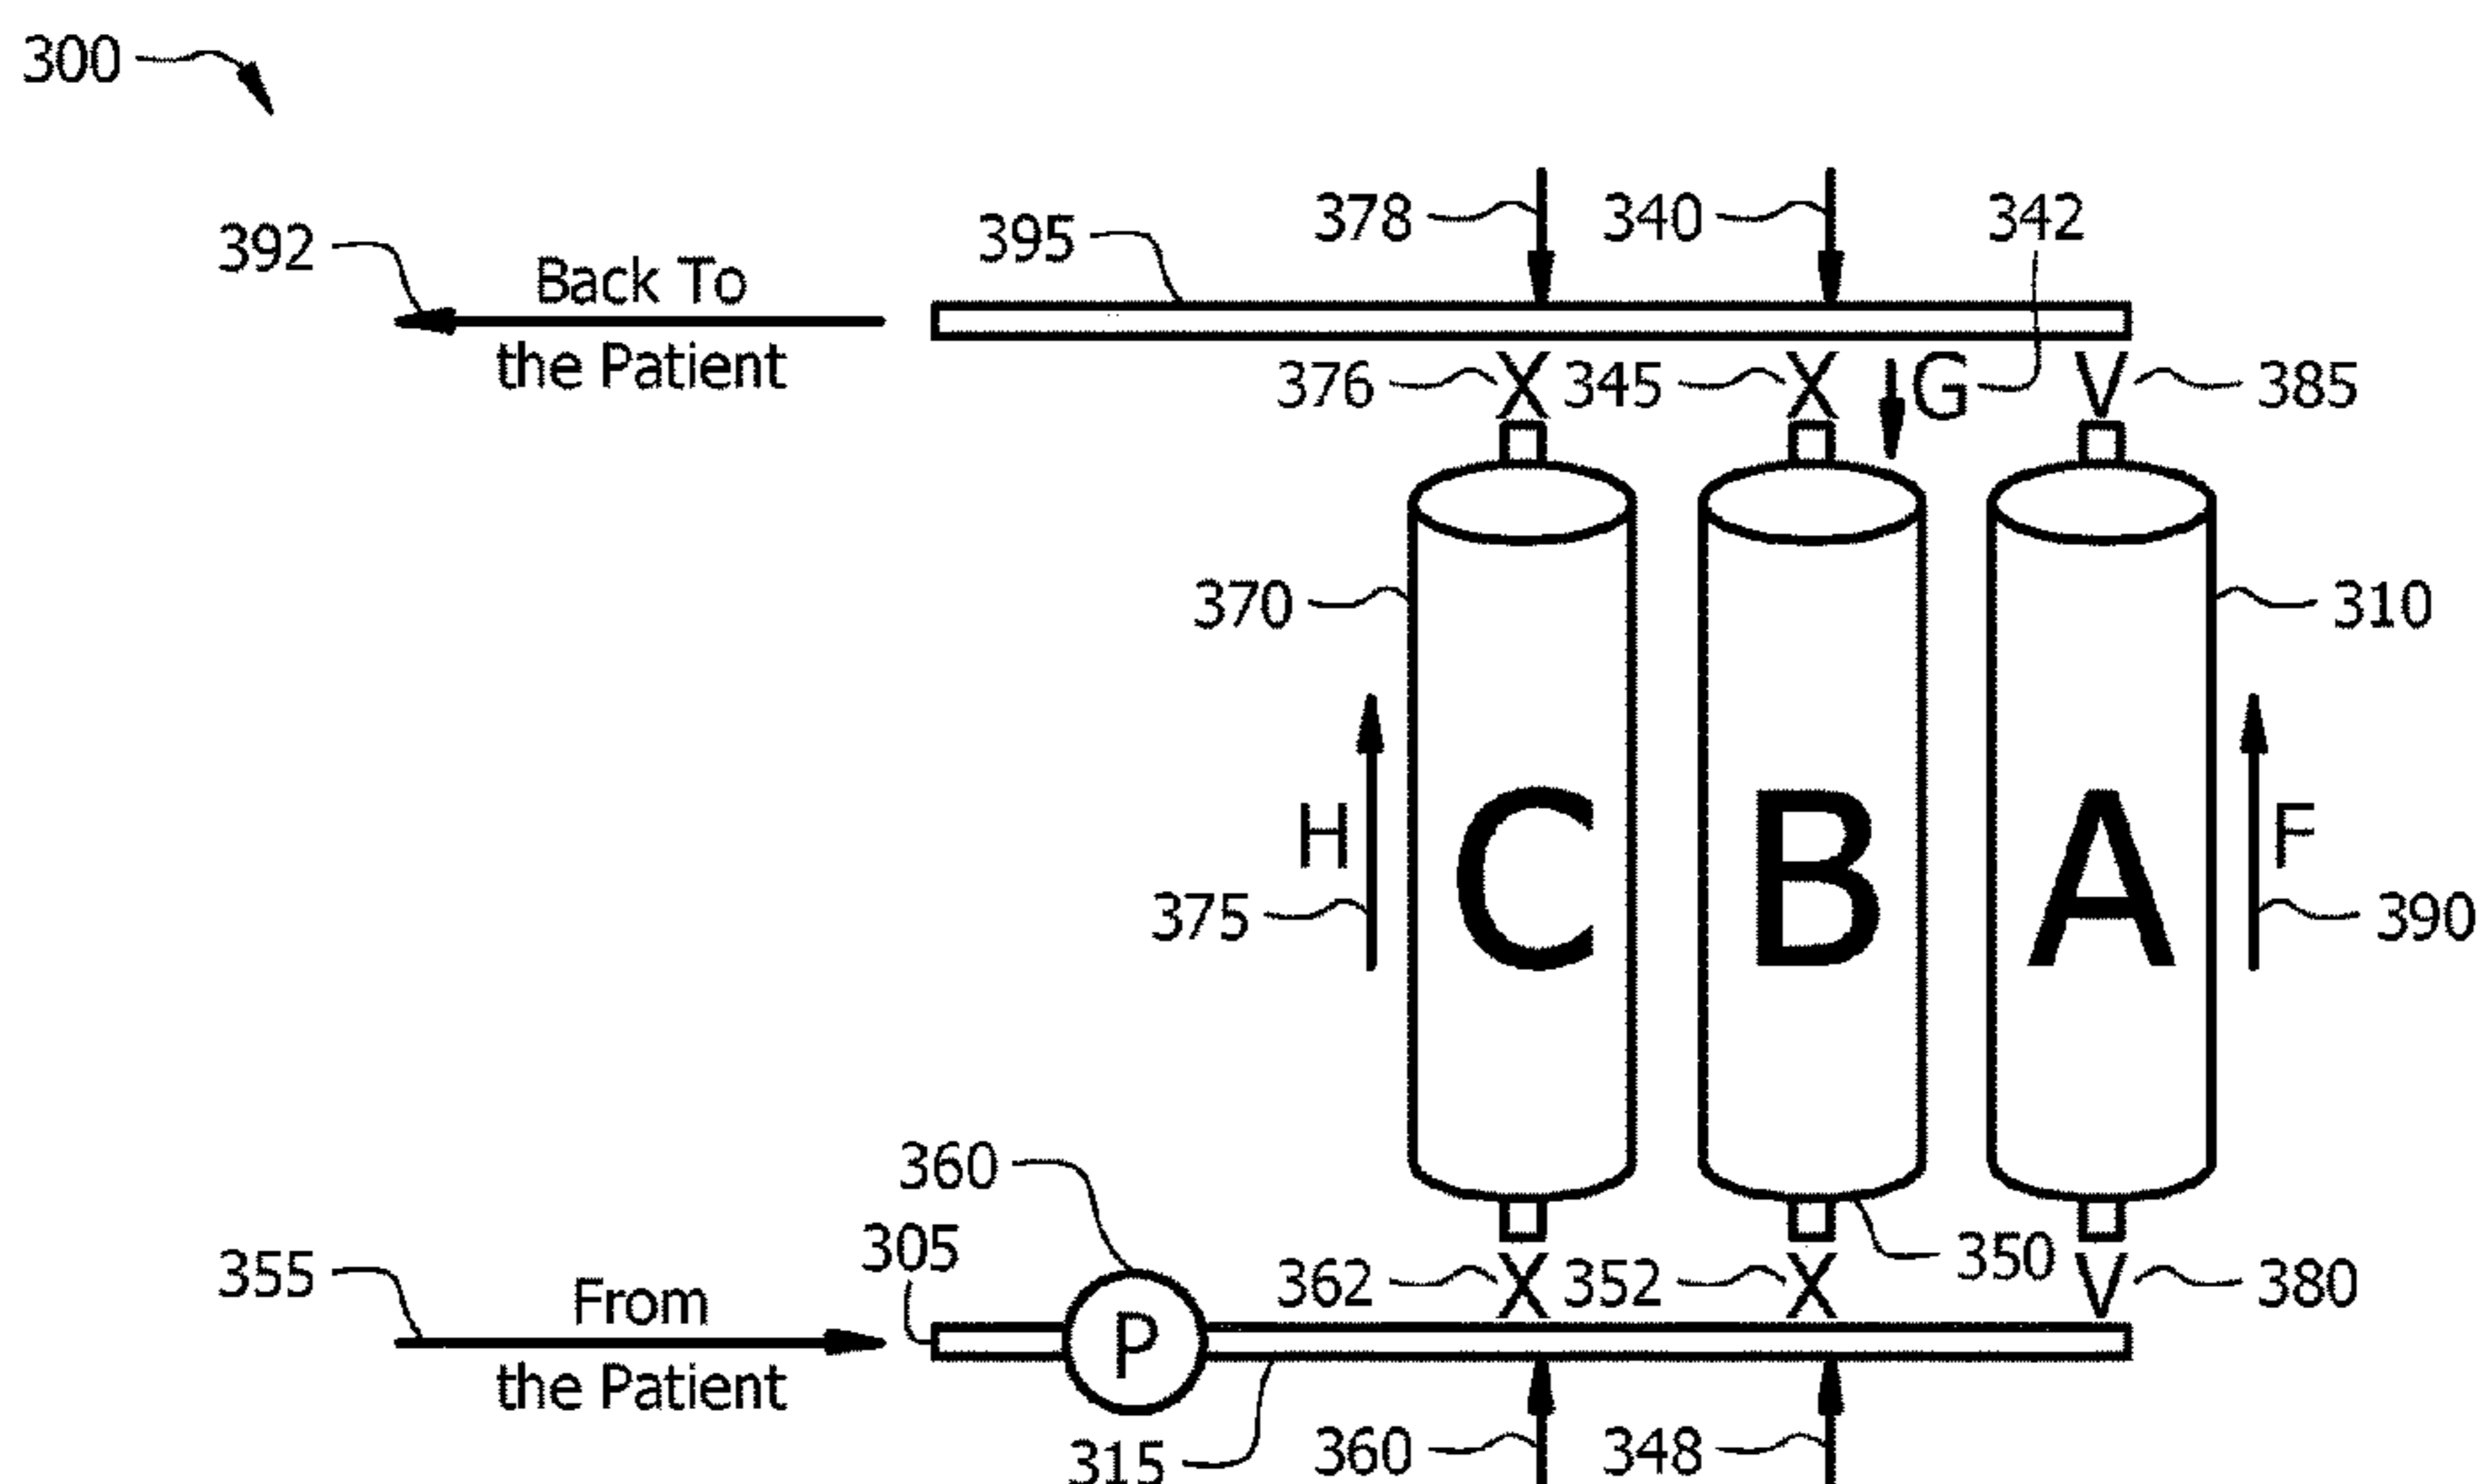 300
378
340
342
392
Back To
the Patient
395
376
X
345
X
G
V
385
370
310
C
B
A
H
F
375
390
360
305
355
From
the Patient
P
362
X
352
X
350
V
380
315
360
348